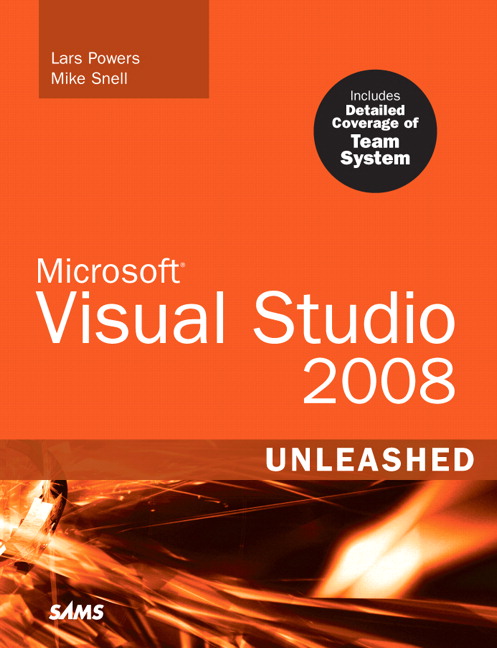 Lars Powers
Mike Snell
Includes
Detailed
Coverage of
Team
System
Microsoft®
Visual Studio
2008
UNLEASHED
SAMS